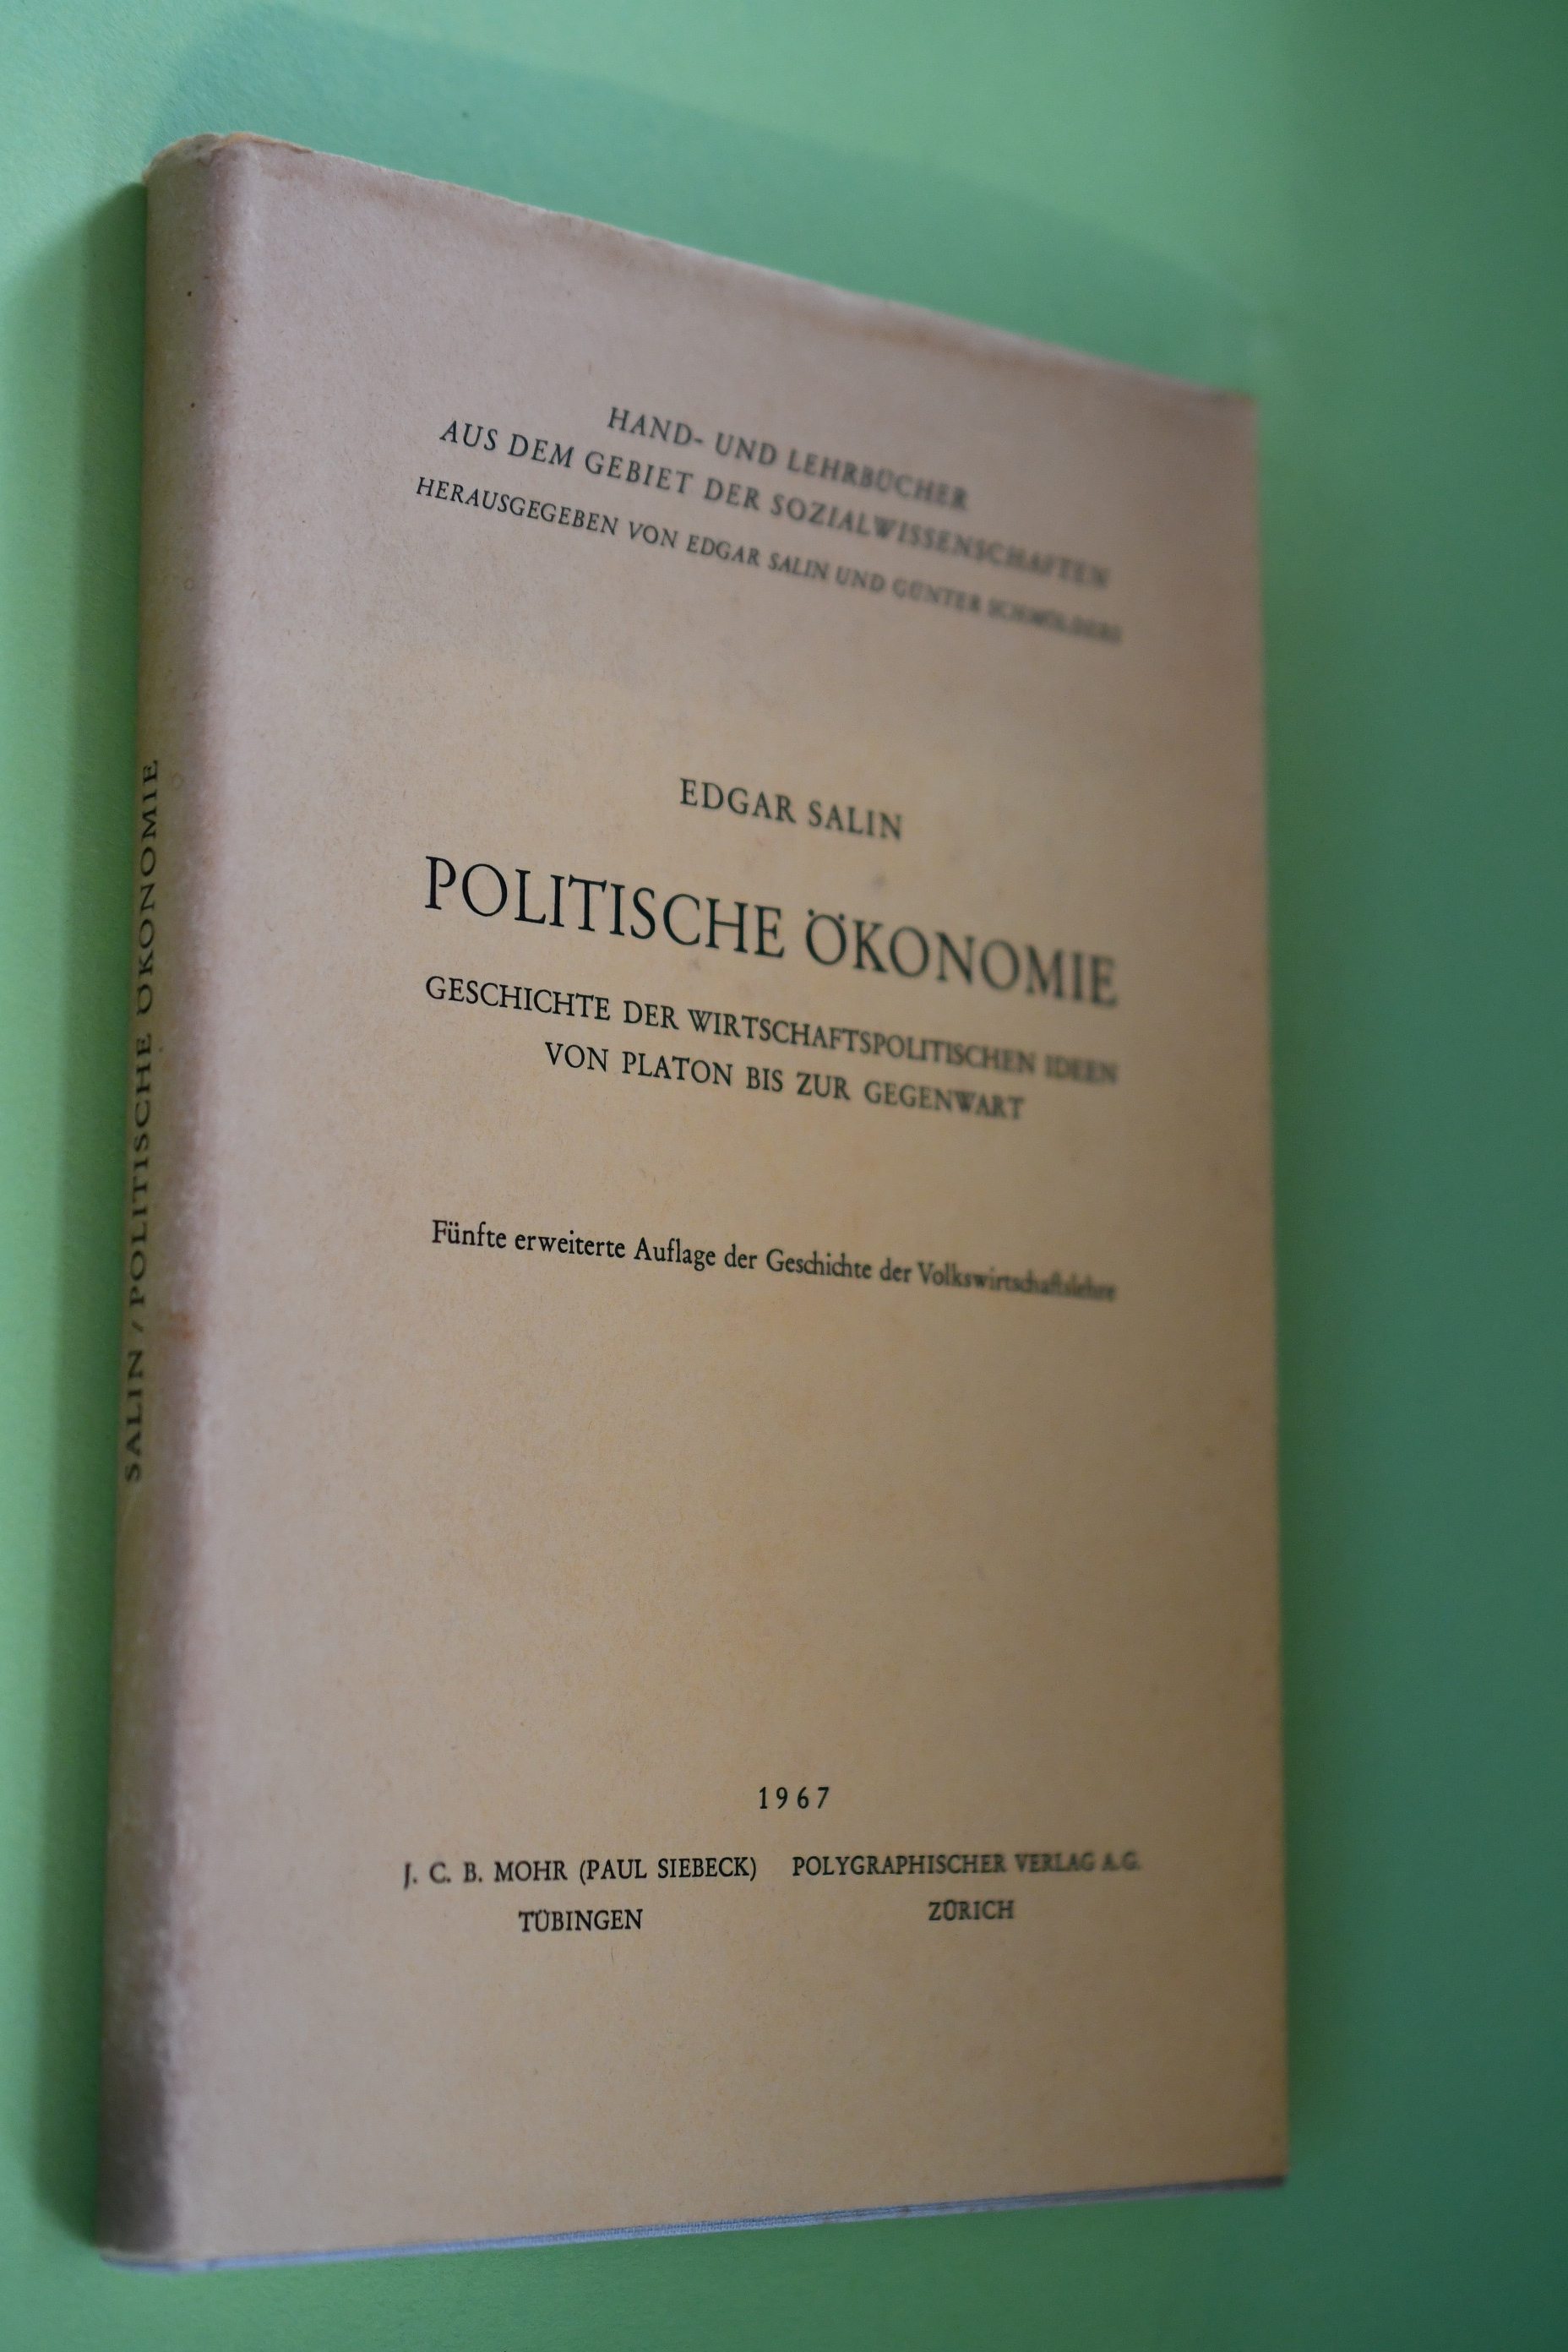 HAND- UND LEHRBÜCHER
AUS DEM GEBIET DER SOZIALWISSENSCHAFTEN
HERAUSGEGEBEN VON EDGAR SALIN UND GÜNTER SCHMÖLDERS
EDGAR SALIN
POLITISCHE ÖKONOMIE
GESCHICHTE DER WIRTSCHAFTSPOLITISCHEN IDEEN
VON PLATON BIS ZUR GEGENWART
Fünfte erweiterte Auflage der Geschichte der Volkswirtschaftslehre
1967
J. C. B. MOHR (PAUL SIEBECK)
TÜBINGEN
POLYGRAPHISCHER VERLAG A.G.
ZÜRICH
SALIN / POLITISCHE ÖKONOMIE